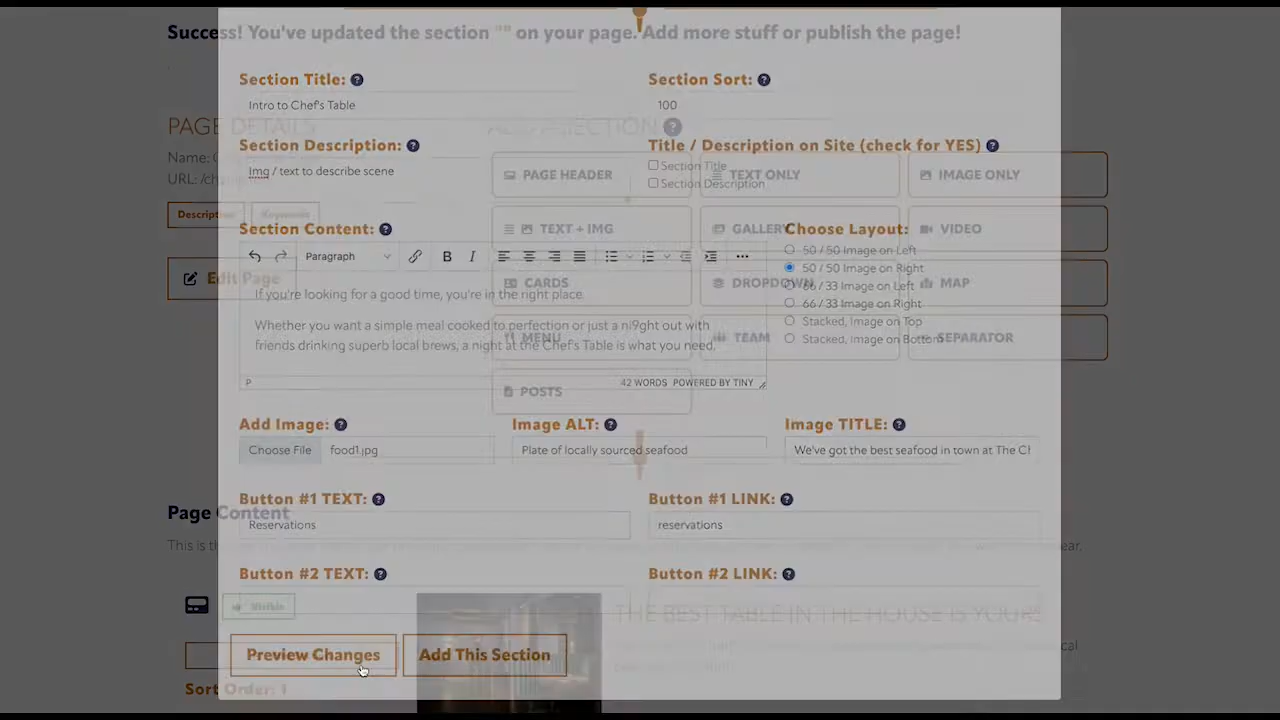 Success! You've updated the section "" on your page. Add more stuff or publish the page!
Section Title: ?
Section Sort: ?
Intro to Chef's Table
100
PAGE DETAILS
ADD A SECTION ?
Section Description: ?
Title / Description on Site (check for YES) ?
Name:
URL: /ch
Img / text to describe scene
Section Title
Section Description
PAGE HEADER
TEXT ONLY
IMAGE ONLY
Description
Keywords
Section Content: ?
TEXT + IMG
GALLERY
VIDEO
Choose Layout: ?
Paragraph
B I
50 / 50 Image on Left
50 / 50 Image on Right
66 / 33 Image on Left
66 / 33 Image on Right
Stacked, Image on Top
Stacked, Image on Bottom
Edit Page
CARDS
DROPDOWN
MAP
If you're looking for a good time, you're in the right place.
Whether you want a simple meal cooked to perfection or just a ni9ght out with
friends drinking superb local brews, a night at the Chef's Table is what you need.
MENU
TEAM
SEPARATOR
P
42 WORDS POWERED BY TINY
POSTS
Add Image: ?
Image ALT: ?
Image TITLE: ?
Choose File food1.jpg
Plate of locally sourced seafood
We've got the best seafood in town at The Ch
Button #1 TEXT: ?
Button #1 LINK: ?
Page Content
Reservations
reservations
This is th
ear.
Button #2 TEXT: ?
Button #2 LINK: ?
Visible
THE BEST TABLE IN THE HOUSE IS YOURS
Preview Changes
Add This Section
cal
Sort Order: 1